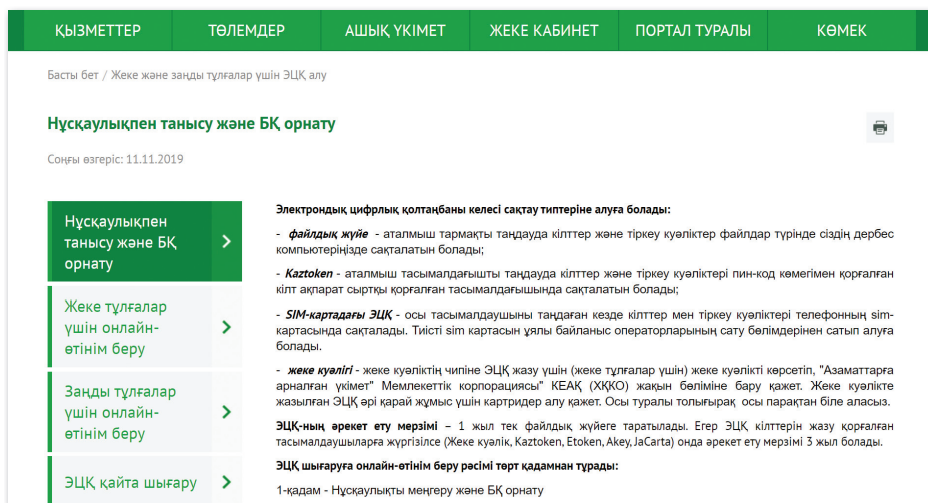 ҚЫЗМЕТТЕР ТӨЛЕМДЕР АШЫҚ ҮКІМЕТ ЖЕКЕ КАБИНЕТ ПОРТАЛ ТУРАЛЫ КӨМЕК
Басты бет / Жеке және заңды тұлғалар үшін ЭЦҚ алу
Нұсқаулықпен танысу және БҚ орнату
Соңғы өзгеріс: 11.11.2019
Нұсқаулықпен
танысу және БҚ
орнату
Жеке тұлғалар
үшін онлайн-
өтінім беру
Заңды тұлғалар
үшін онлайн-
өтінім беру
ЭЦҚ қайта шығару
Электрондық цифрлық қолтаңбаны келесі сақтау типтеріне алуға болады:
- файлдық жүйе - аталмыш тармақты таңдауда кілттер және тіркеу куәліктер файлдар түрінде сіздің дербес
компьютеріңізде сақталатын болады;
- Kaztoken - аталмыш тасымалдағышты таңдауда кілттер және тіркеу куәліктері пин-код көмегімен қорғалған
кілт ақпарат сыртқы қорғалған тасымалдағышында сақталатын болады;
- SIM-картадағы ЭЦҚ - осы тасымалдаушыны таңдаған кезде кілттер мен тіркеу куәліктері телефонның sim-
картасында сақталады. Тиісті sim картасын ұялы байланыс операторларының сату бөлімдерінен сатып алуға
болады.
- жеке куәлігі - жеке куәліктің чипіне ЭЦҚ жазу үшін (жеке тұлғалар үшін) жеке куәлікті көрсетіп, "Азаматтарға
арналған үкімет" Мемлекеттік корпорациясы" КЕАҚ (ХҚКО) жақын бөліміне бару қажет. Жеке куәлікте
жазылған ЭЦҚ әрі қарай жұмыс үшін картридер алу қажет. Осы туралы толығырақ осы парақтан біле аласыз.
ЭЦҚ-ның әрекет ету мерзімі – 1 жыл тек файлдық жүйеге таратылады. Егер ЭЦҚ кілттерін жазу қорғалған
тасымалдаушыларға жүргізілсе (Жеке куәлік, Kaztoken, Etoken, Akey, JaCarta) онда әрекет ету мерзімі 3 жыл болады.
ЭЦҚ шығаруға онлайн-өтінім беру рәсімі төрт қадамнан тұрады:
1-қадам - Нұсқаулықты меңгеру және БҚ орнату